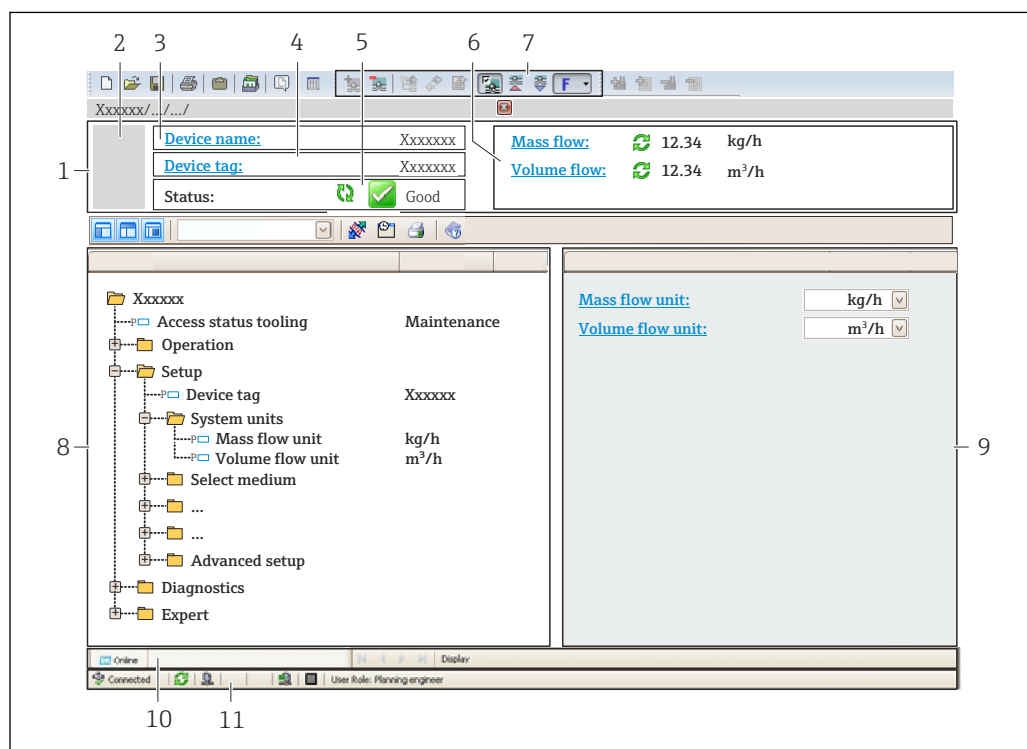 2 3 4 5 6 7
F
Xxxxxx/.../.../
1
Device name: Xxxxxxx
Device tag: Xxxxxxx
Status: Good
Mass flow: 12.34 kg/h
Volume flow: 12.34 m³/h
Xxxxxx
P Access status tooling Maintenance
Operation
Setup
P Device tag Xxxxxx
System units
P Mass flow unit kg/h
P Volume flow unit m³/h
Select medium
...
...
Advanced setup
Diagnostics
Expert
8
Mass flow unit: kg/h
Volume flow unit: m³/h
9
Online Display
Connected User Role: Planning engineer
10 11